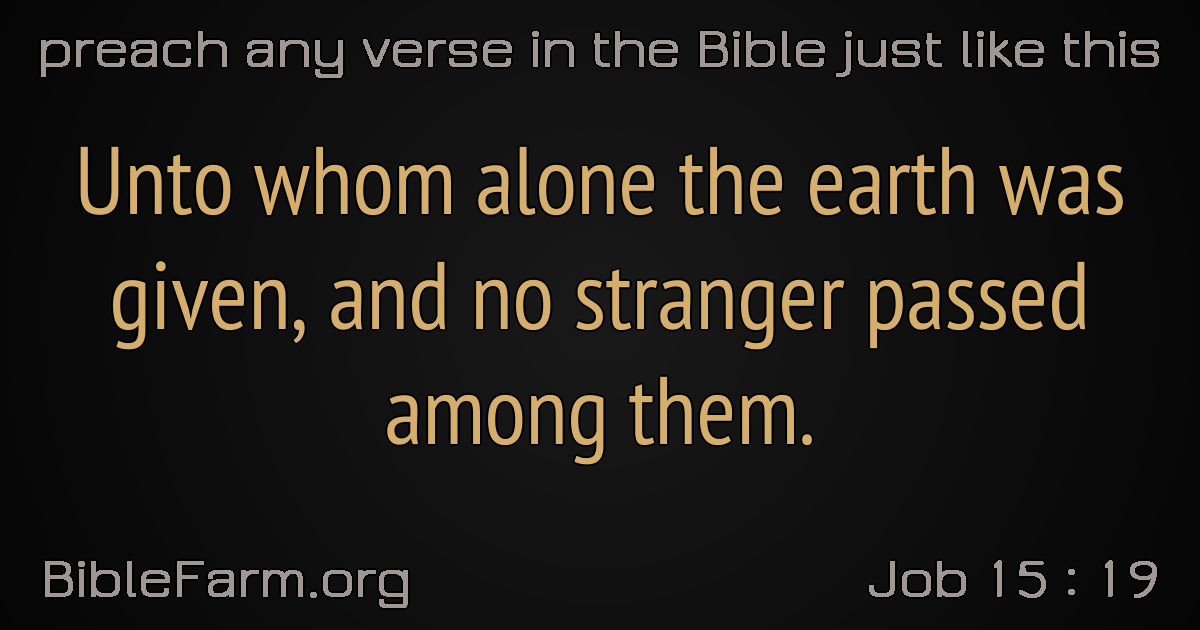 preach any verse in the Bible just like this
Unto whom alone the earth was
given, and no stranger passed
among them.
BibleFarm.org
Job 15 : 19